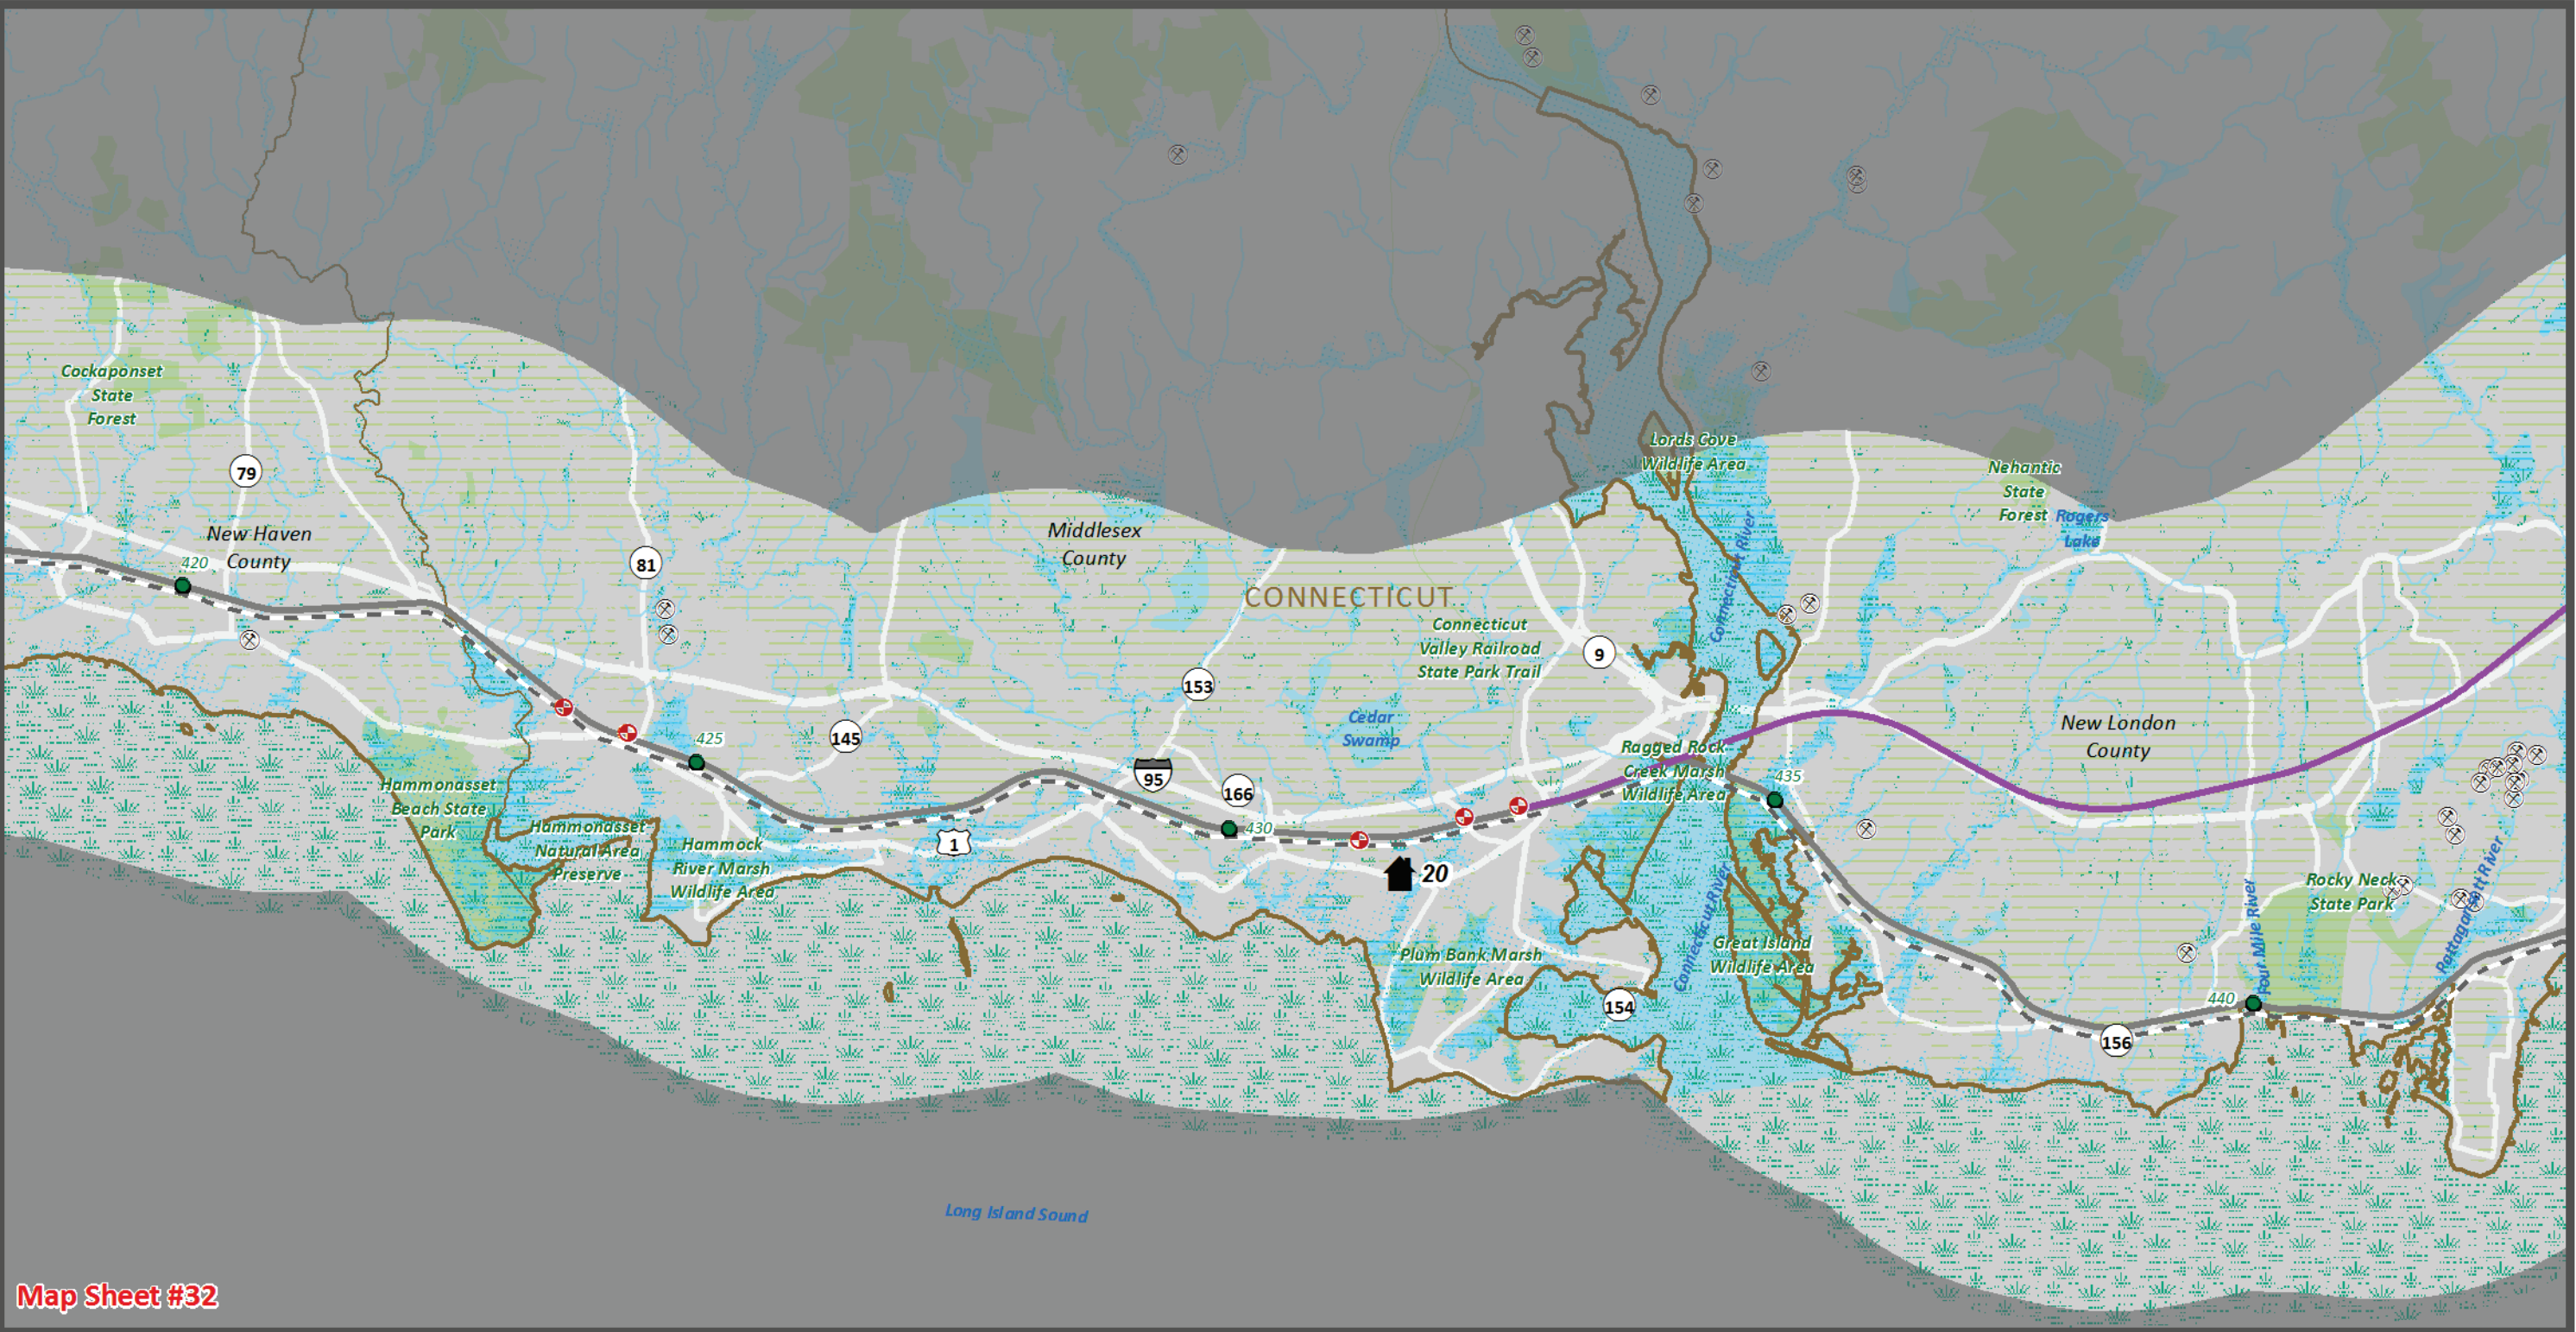 Cockaponset
State
Forest
79
New Haven
County
420
81
Middlesex
County
CONNECTICUT
Lords Cove
Wildlife Area
Nehantic
State
Forest
Rogers
Lake
Connecticut River
Connecticut
Valley Railroad
State Park Trail
9
153
Cedar
Swamp
145
425
95
166
430
1
Ragged Rock
Creek Marsh
Wildlife Area
435
New London
County
Hammonasset
Beach State
Park
Hammonasset
Natural Area
Preserve
Hammock
River Marsh
Wildlife Area
20
Plum Bank Marsh
Wildlife Area
Connecticut River
Great Island
Wildlife Area
154
Rocky Neck
State Park
Four Mile River
440
156
Long Island Sound
Map Sheet #32